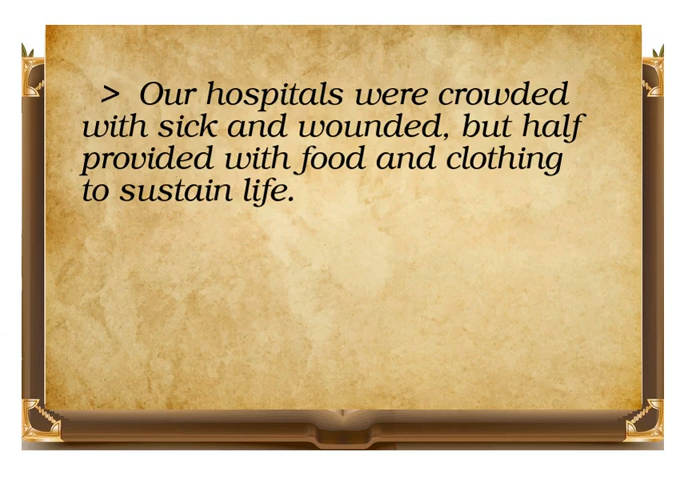 > Our hospitals were crowded
with sick and wounded, but half
provided with food and clothing
to sustain life.